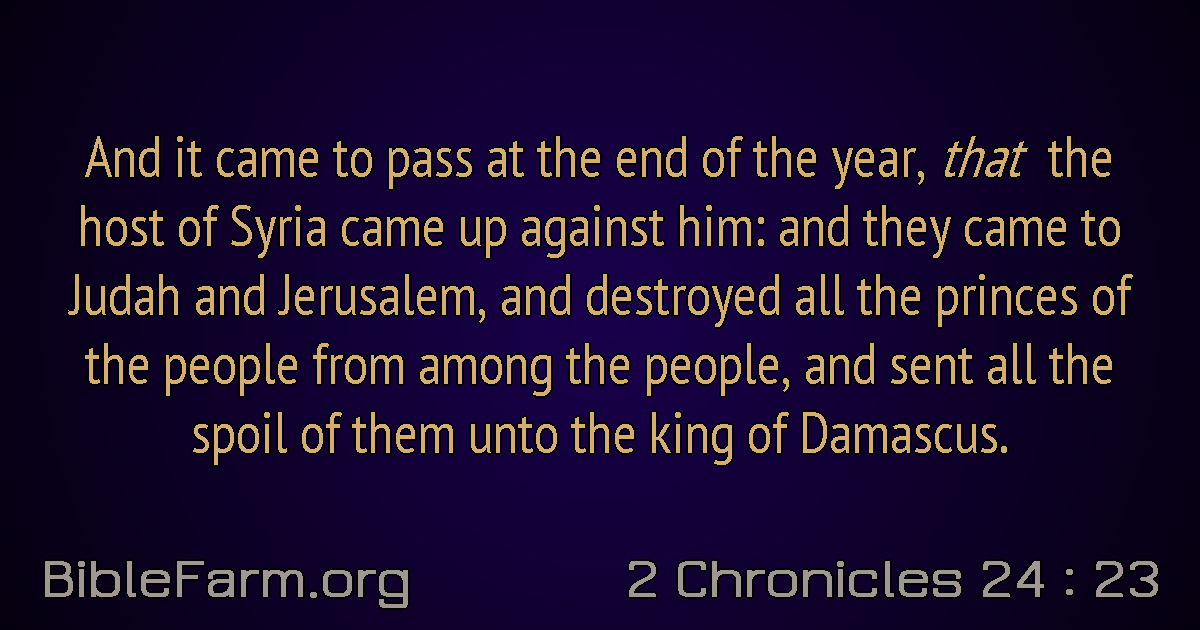 And it came to pass at the end of the year, that the
host of Syria came up against him: and they came to
Judah and Jerusalem, and destroyed all the princes of
the people from among the people, and sent all the
spoil of them unto the king of Damascus.
BibleFarm.org
2 Chronicles 24 : 23